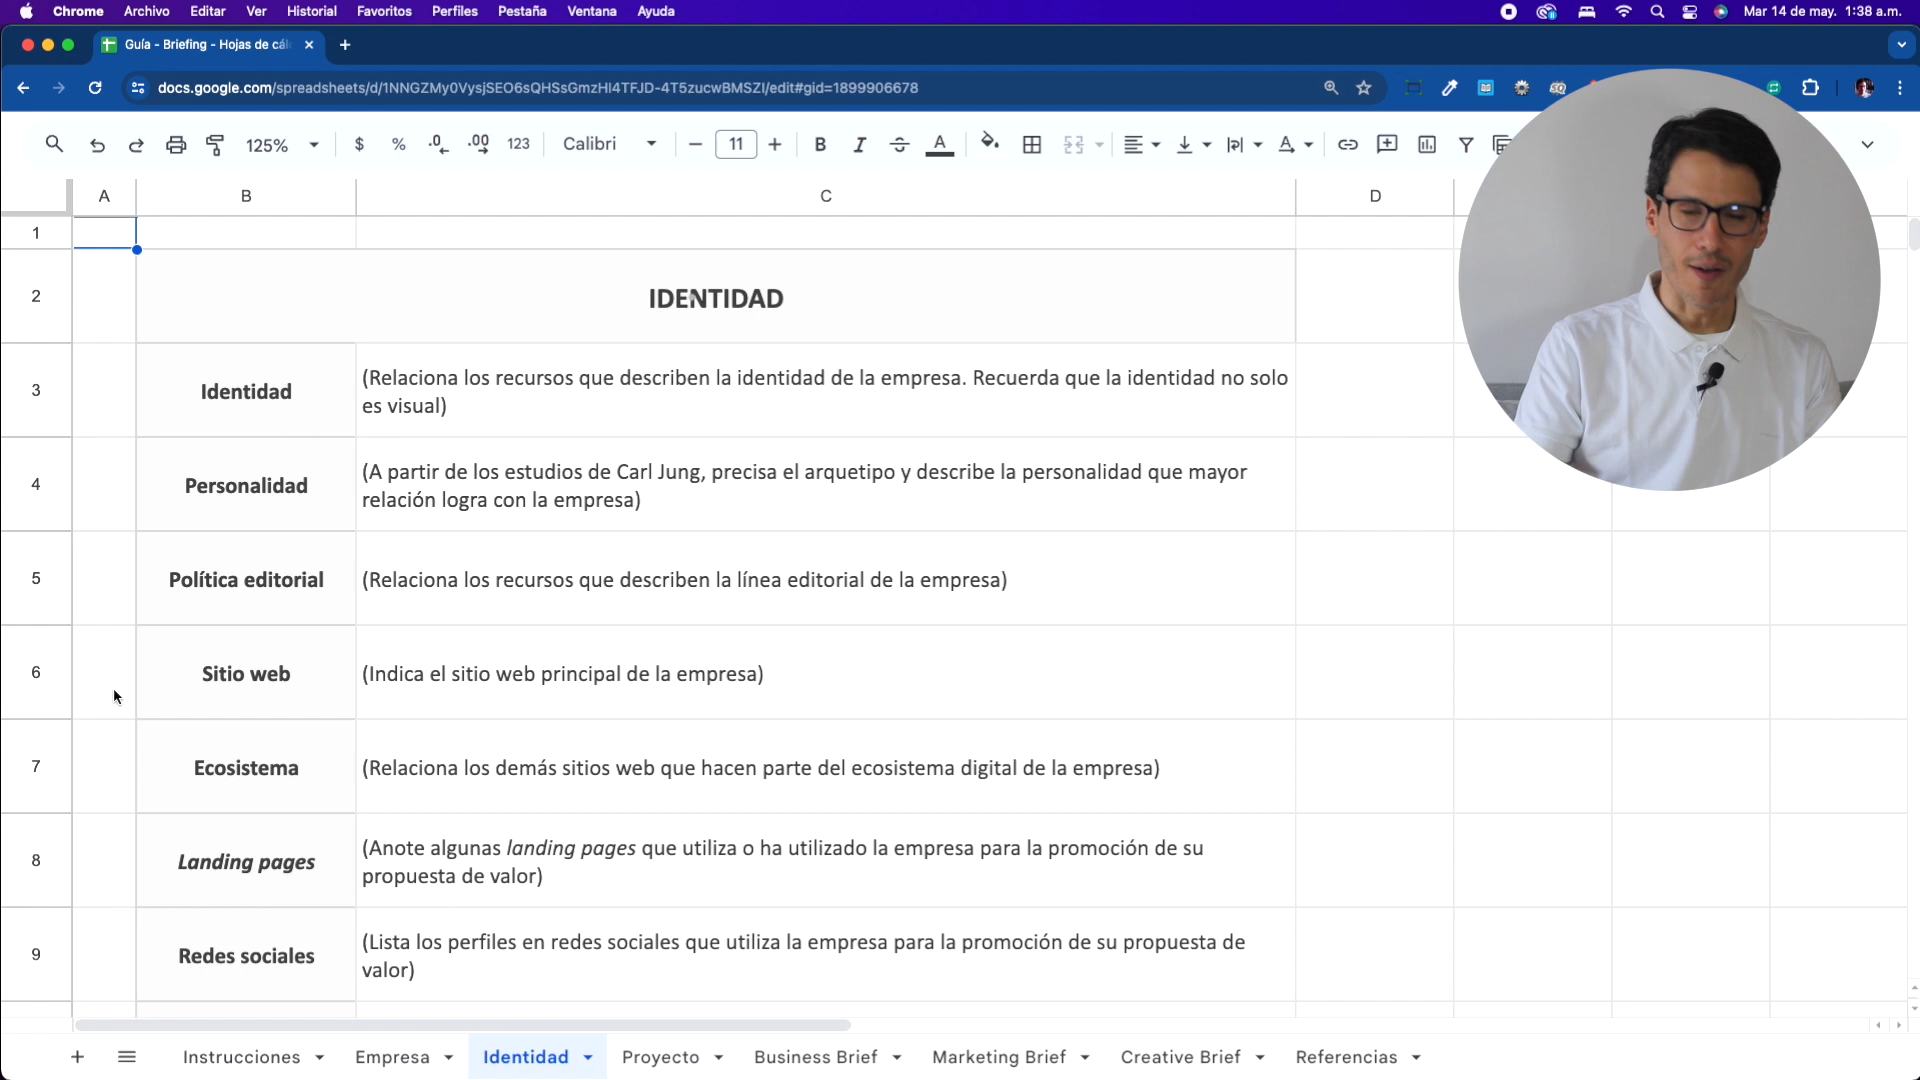 Chrome Archivo Editar Ver Historial Favoritos Perfiles Pestaña Ventana Ayuda Mar 14 de may. 1:38 a.m.
Guía - Briefing - Hojas de cál
docs.google.com/spreadsheets/d/1NNGZMy0VysjSEO6sQHSsGmzHI4TFJD-4T5zucwBMSZI/edit#gid=1899906678
125% $ % .0 .00 123 Calibri 11 B I A
A B C D
1
2 IDENTIDAD
3 Identidad (Relaciona los recursos que describen la identidad de la empresa. Recuerda que la identidad no solo
es visual)
4 Personalidad (A partir de los estudios de Carl Jung, precisa el arquetipo y describe la personalidad que mayor
relación logra con la empresa)
5 Política editorial (Relaciona los recursos que describen la línea editorial de la empresa)
6 Sitio web (Indica el sitio web principal de la empresa)
7 Ecosistema (Relaciona los demás sitios web que hacen parte del ecosistema digital de la empresa)
8 Landing pages (Anote algunas landing pages que utiliza o ha utilizado la empresa para la promoción de su
propuesta de valor)
9 Redes sociales (Lista los perfiles en redes sociales que utiliza la empresa para la promoción de su propuesta de
valor)
Instrucciones Empresa Identidad Proyecto Business Brief Marketing Brief Creative Brief Referencias